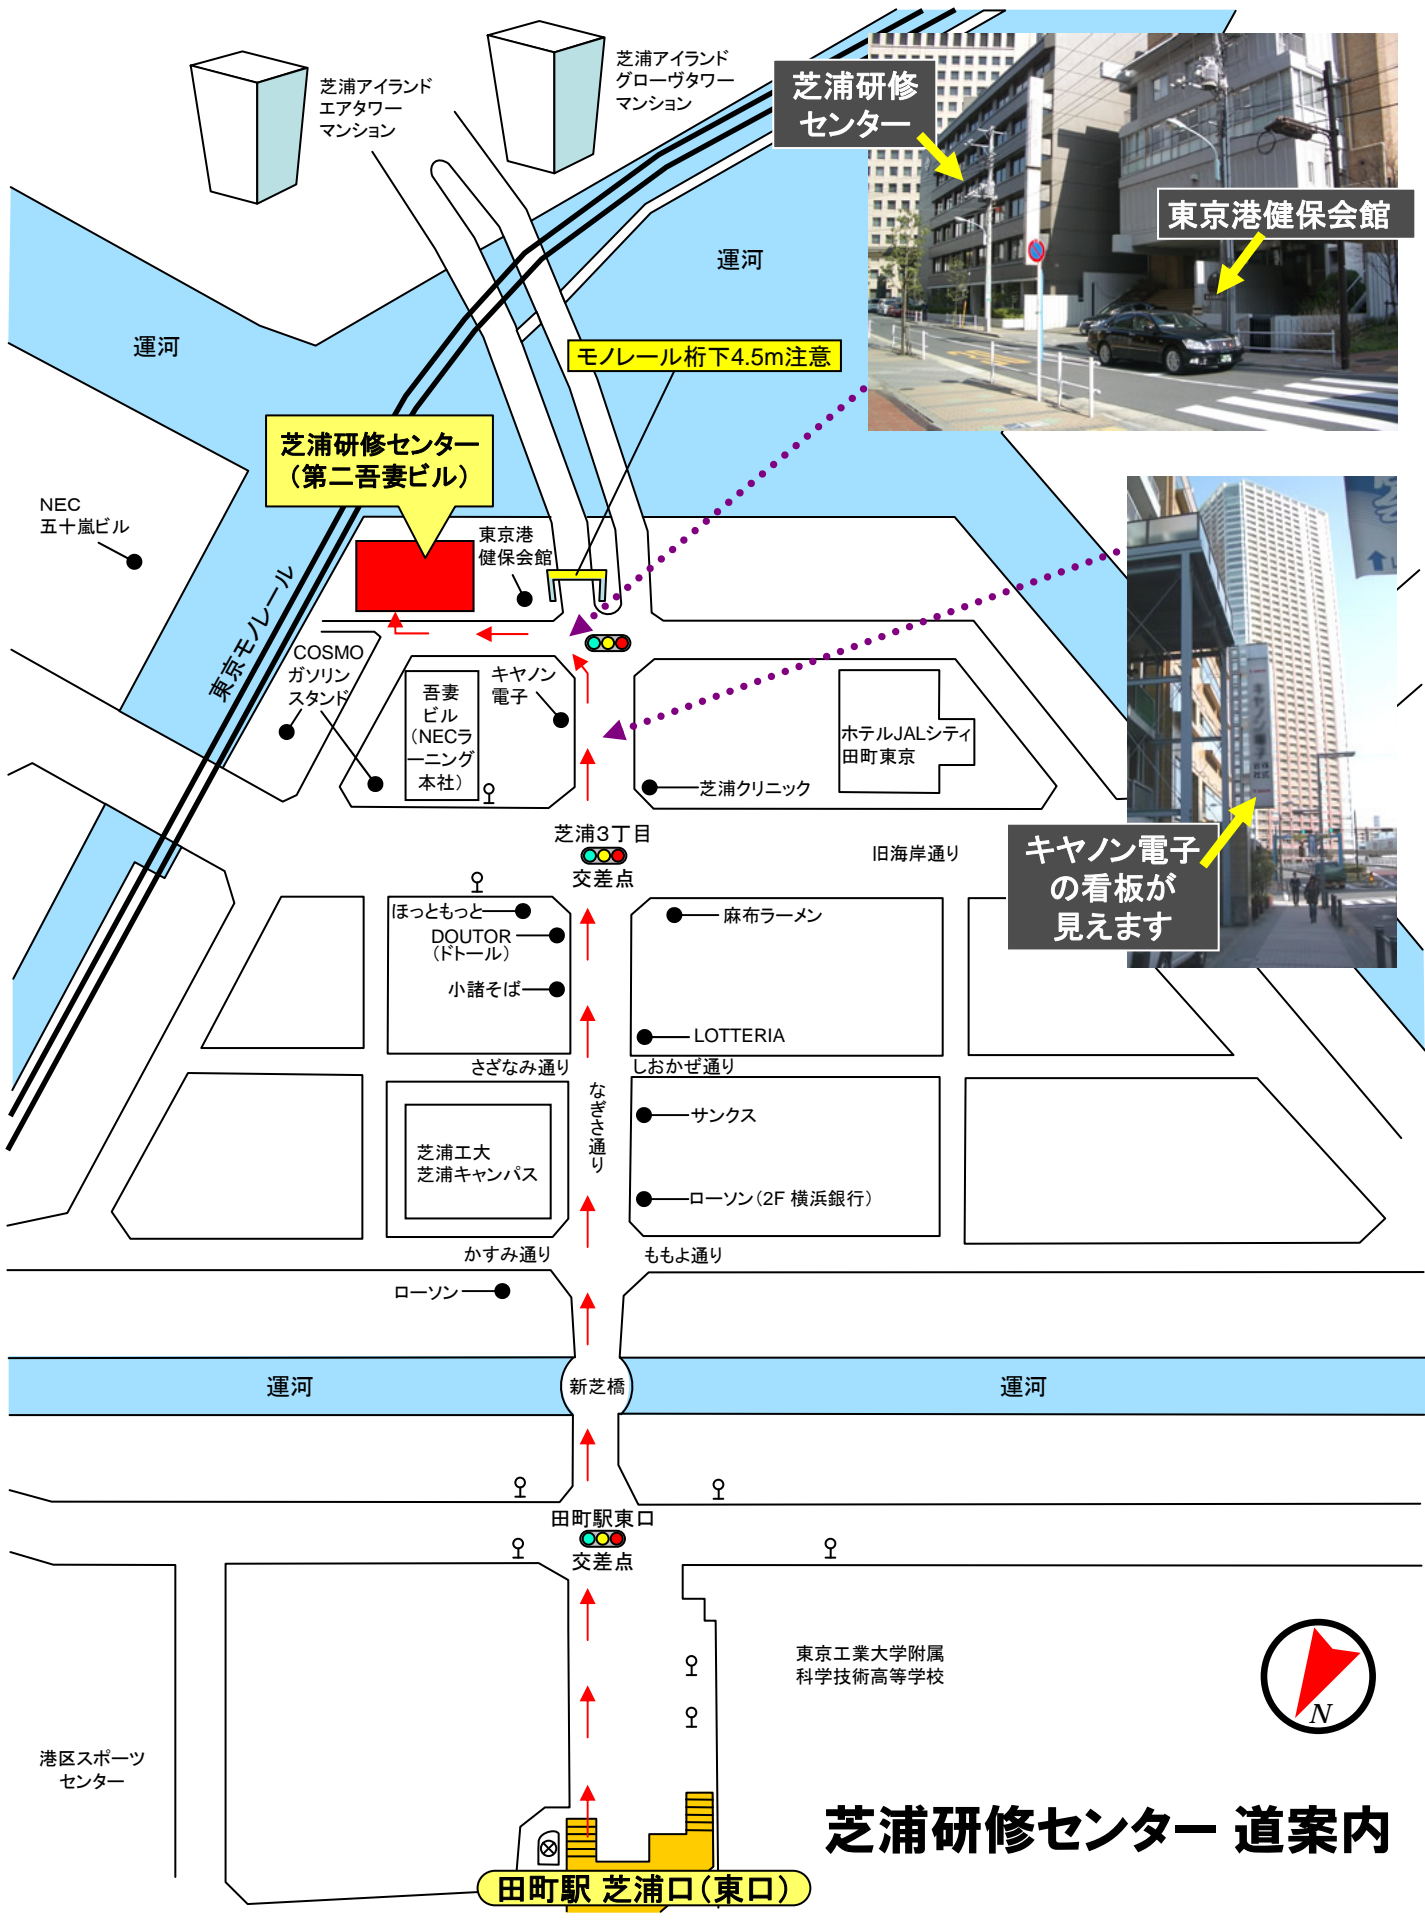 芝浦アイランド
エアタワー
マンション
芝浦アイランド
グローヴタワー
マンション
芝浦研修
センター
東京港健保会館
運河
運河
モノレール桁下4.5m注意
芝浦研修センター
（第二吾妻ビル）
NEC
五十嵐ビル
東京港
健保会館
東京モノレール
COSMO
ガソリン
スタンド
吾妻
ビル
（NECラ
ーニング
本社）
キヤノン
電子
ホテルJALシティ
田町東京
芝浦クリニック
芝浦3丁目
交差点
旧海岸通り
キヤノン電子
の看板が
見えます
ほっともっと
DOUTOR
（ドトール）
小諸そば
麻布ラーメン
LOTTERIA
さざなみ通り
しおかぜ通り
なぎさ通り
サンクス
芝浦工大
芝浦キャンパス
ローソン（2F 横浜銀行）
かすみ通り
ももよ通り
ローソン
運河
新芝橋
運河
田町駅東口
交差点
東京工業大学附属
科学技術高等学校
N
港区スポーツ
センター
芝浦研修センター 道案内
田町駅 芝浦口（東口）